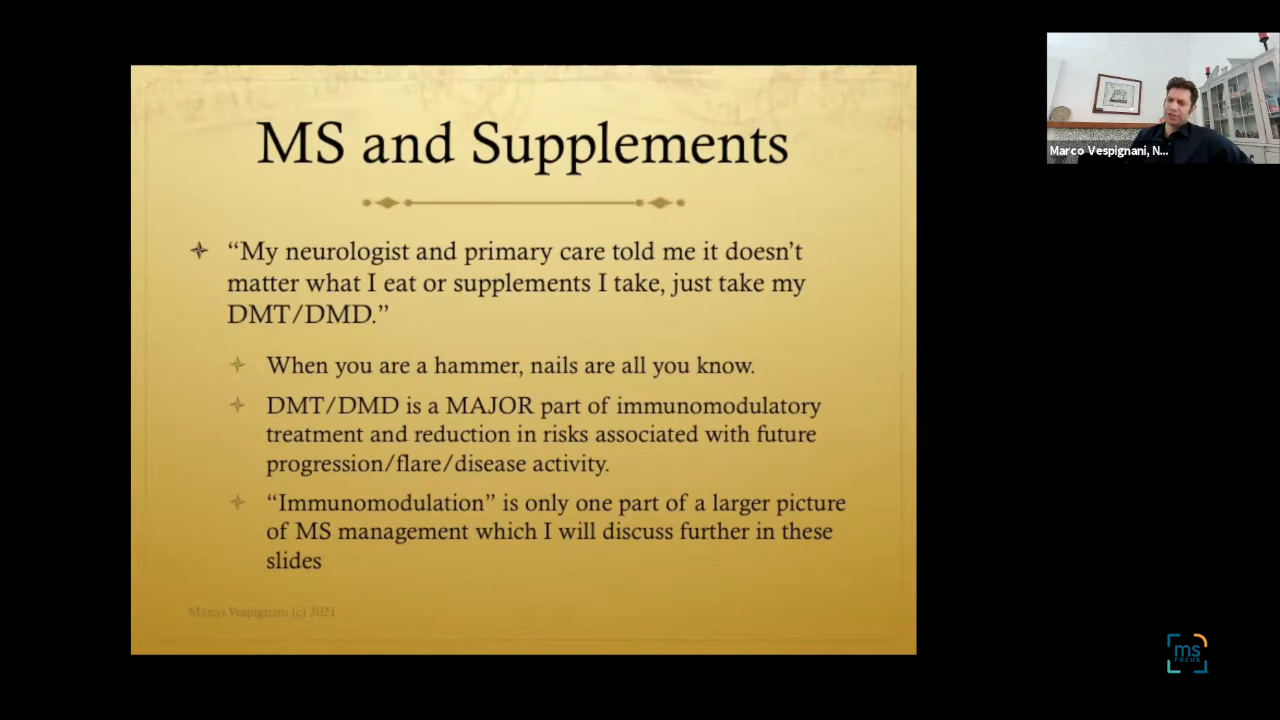 MS and Supplements
“My neurologist and primary care told me it doesn’t
matter what I eat or supplements I take, just take my
DMT/DMD.”
When you are a hammer, nails are all you know.
DMT/DMD is a MAJOR part of immunomodulatory
treatment and reduction in risks associated with future
progression/flare/disease activity.
“Immunomodulation” is only one part of a larger picture
of MS management which I will discuss further in these
slides
Marco Vespignani (c) 2021
Marco Vespignani, N...
ms
FOCUS